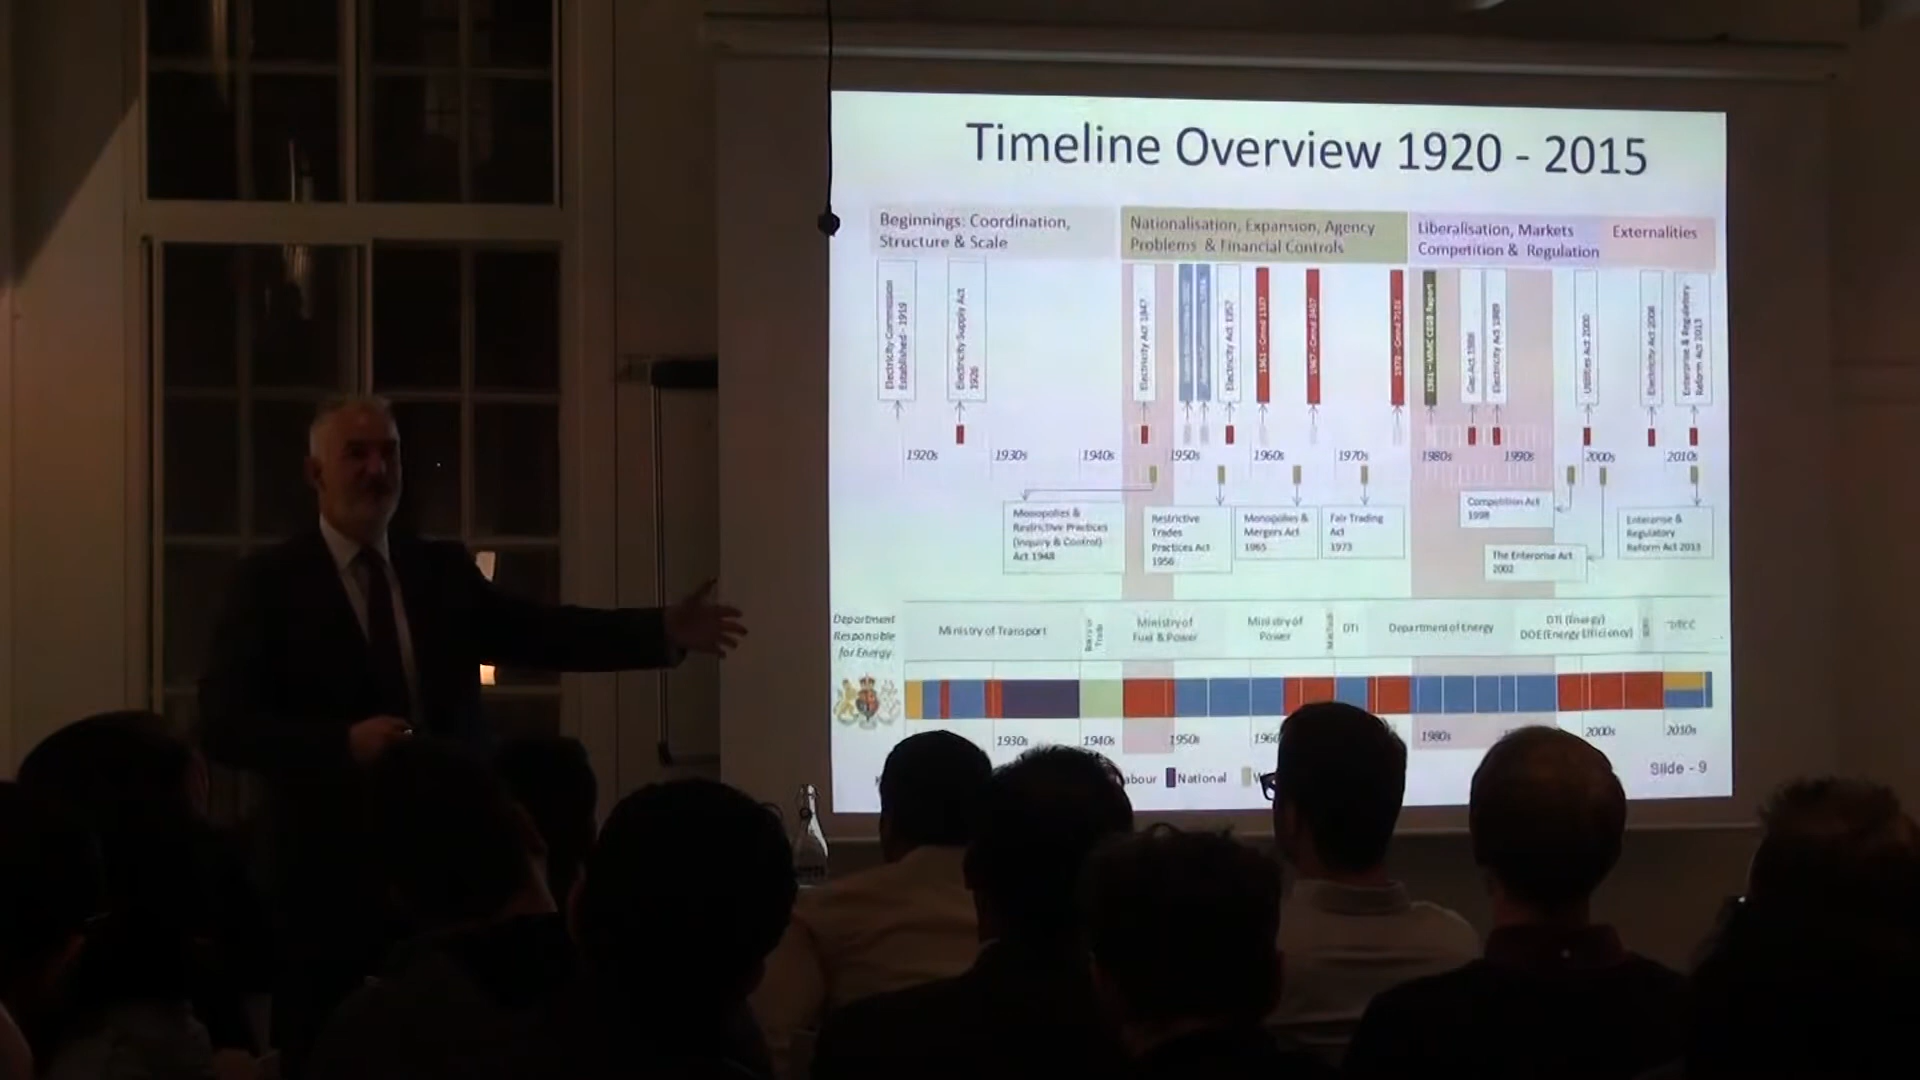 Timeline Overview 1920 - 2015
Beginnings: Coordination,
Structure & Scale
Nationalisation, Expansion, Agency
Problems & Financial Controls
Liberalisation, Markets
Competition & Regulation
Externalities
Electricity Commission
Established - 1919
Electricity Supply Act
1926
Electricity Act 1947
Electricity Act 1957
1961 - Cmnd 1337
1967 - Cmnd 3437
1978 - Cmnd 7131
1981 - MMC CEGB Report
Gas Act 1986
Electricity Act 1989
Utilities Act 2000
Electricity Act 2008
Enterprise & Regulatory
Reform Act 2013
1920s
1930s
1940s
1950s
1960s
1970s
1980s
1990s
2000s
2010s
Monopolies &
Restrictive Practices
(Inquiry & Control)
Act 1948
Restrictive
Trades
Practices Act
1956
Monopolies &
Mergers Act
1965
Fair Trading
Act
1973
Competition Act
1998
The Enterprise Act
2002
Enterprise &
Regulatory
Reform Act 2013
Department
Responsible
for Energy
Ministry of Transport
Trade
Ministry of
Fuel & Power
Ministry of
Power
MinTech
DTI
Department of Energy
DTI (Energy)
DOE (Energy Efficiency)
DECC
1930s
1940s
1950s
1960
1980s
2000s
2010s
abour
National
Slide - 9